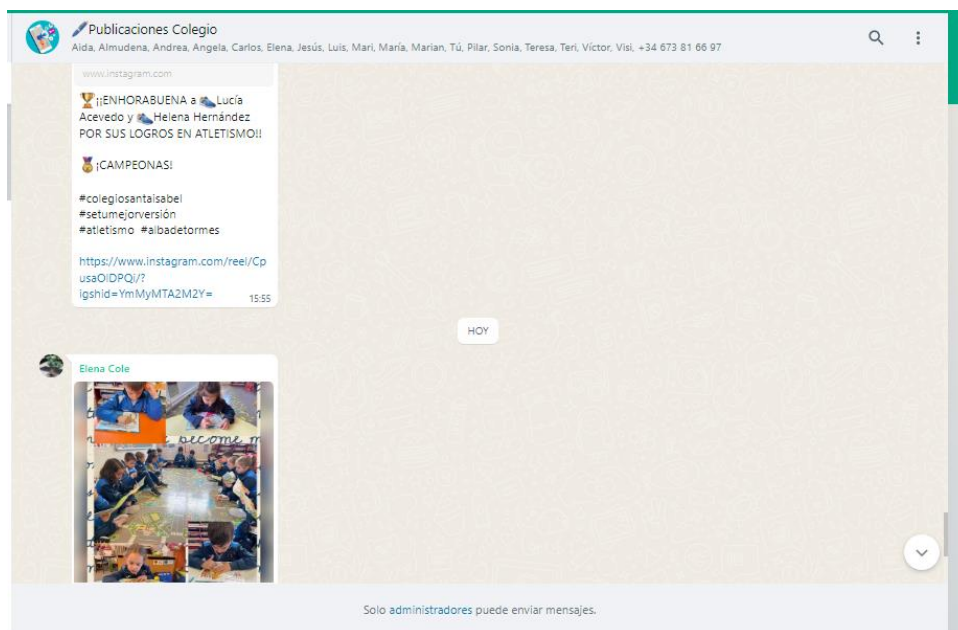 Publicaciones Colegio
Aida, Almudena, Andrea, Angela, Carlos, Elena, Jesús, Luis, Mari, María, Marian, Tú, Pilar, Sonia, Teresa, Teri, Víctor, Visi, +34 673 81 66 97
www.instagram.com
¡¡ENHORABUENA a Lucía
Acevedo y Helena Hernández
POR SUS LOGROS EN ATLETISMO!!
¡CAMPEONAS!
#colegiosantaisabel
#setumejorversión
#atletismo #albadetormes
https://www.instagram.com/reel/Cp
usaOIDPQi/?
igshid=YmMyMTA2M2Y=
15:55
HOY
Elena Cole
become
Solo administradores puede enviar mensajes.